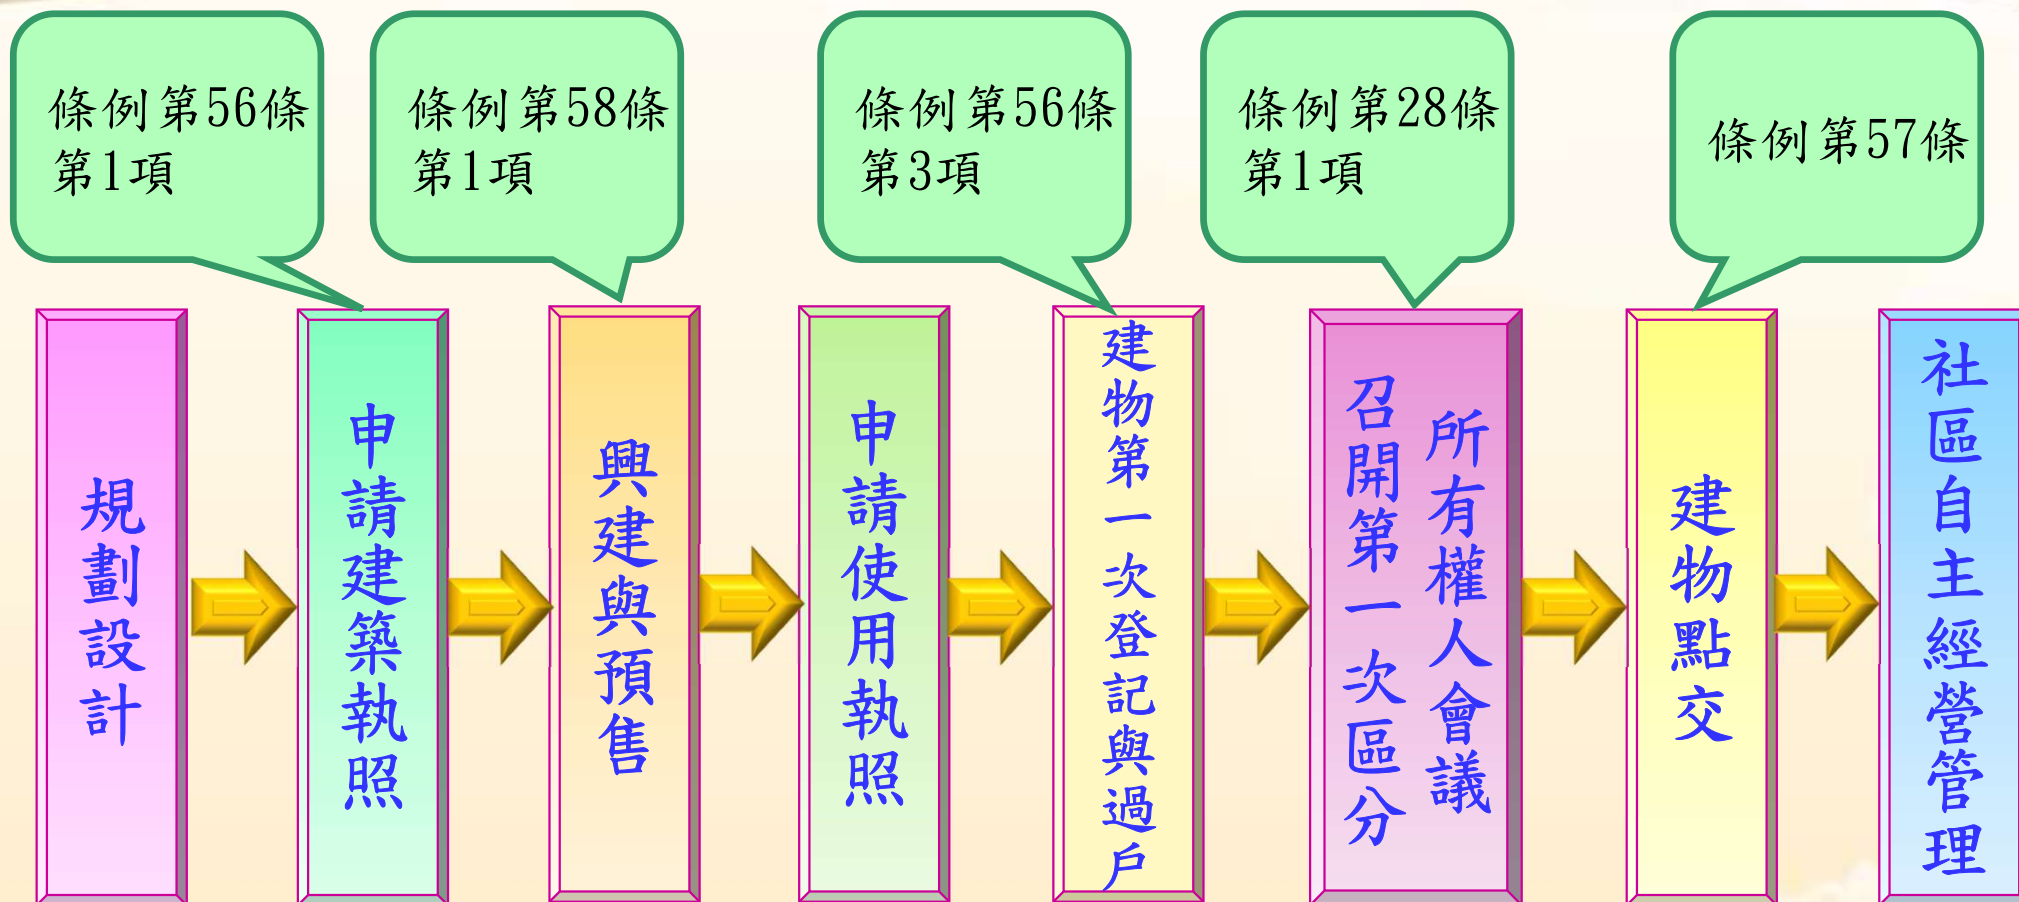 條例第56條
第1項
條例第58條
第1項
條例第56條
第3項
條例第28條
第1項
條例第57條
規劃設計
申請建築執照
興建與預售
申請使用執照
建物第一次登記與過戶
召開第一次區分
所有權人會議
建物點交
社區自主經營管理